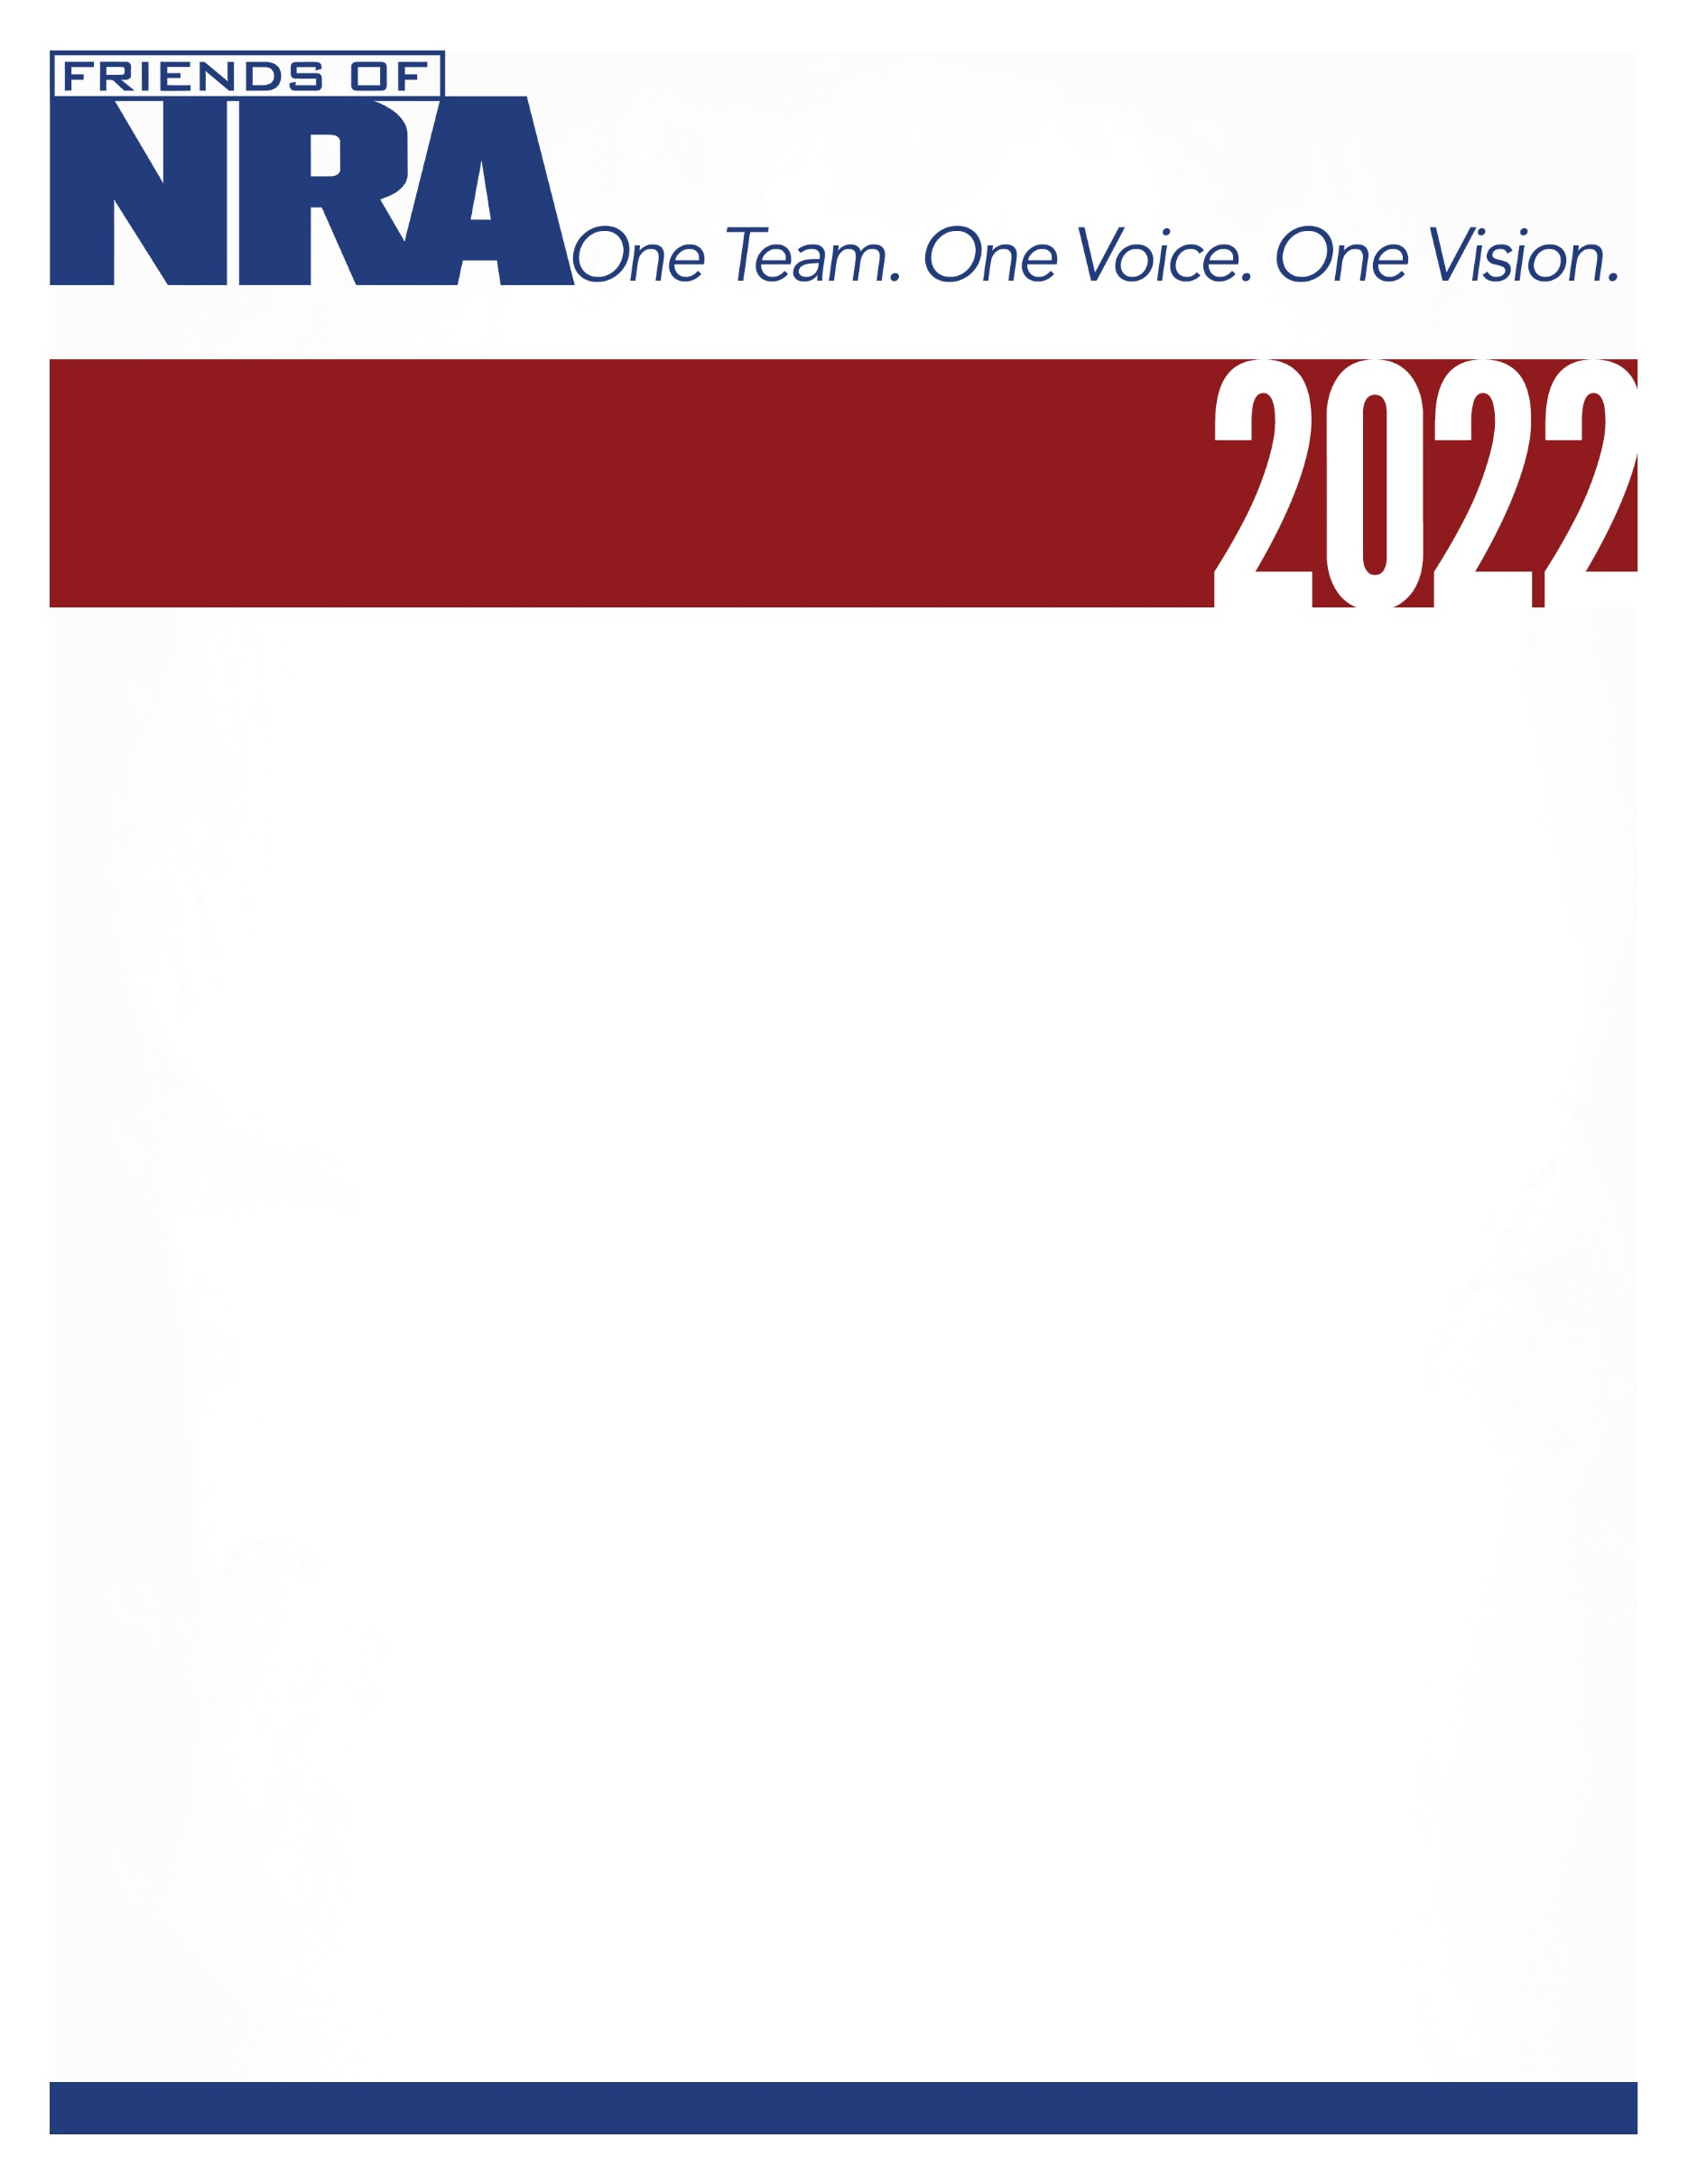 FRIENDS OF
NRA
One Team. One Voice. One Vision.
2022